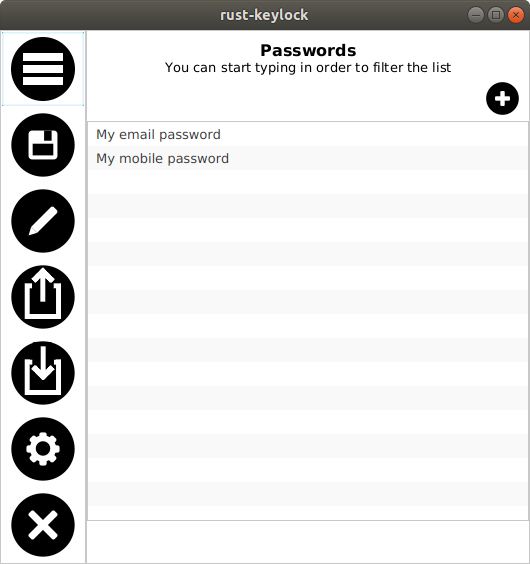 rust-keylock
Passwords
You can start typing in order to filter the list
My email password
My mobile password